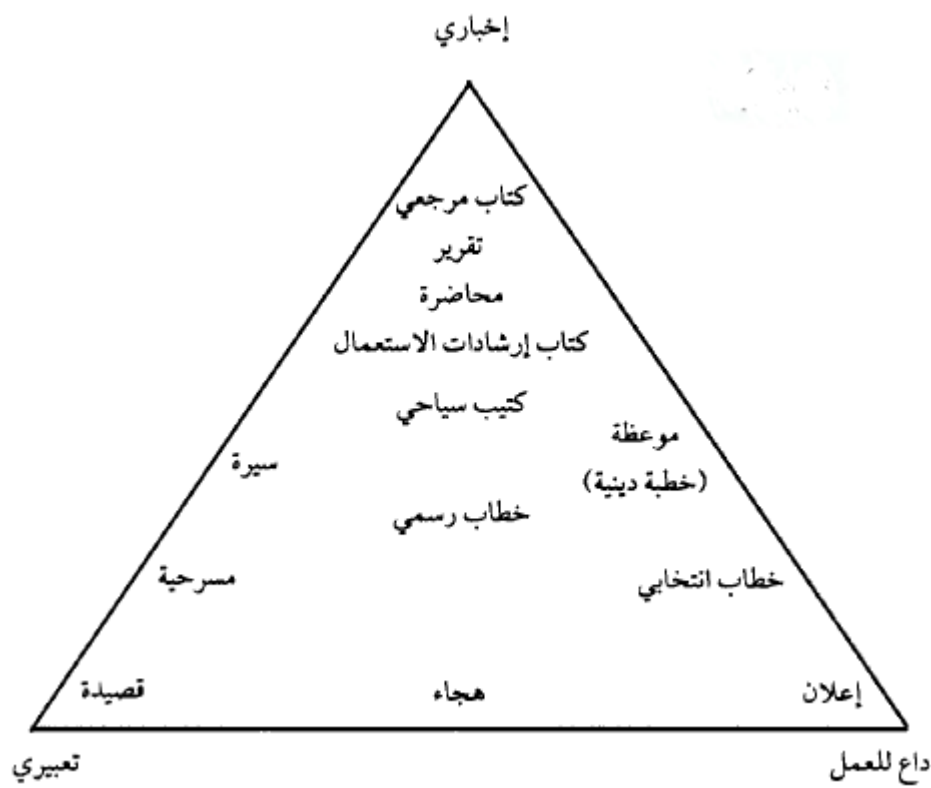 إخباري
كتاب مرجعي
تقرير
محاضرة
كتاب إرشادات الاستعمال
كتيب سياحي
موعظة
(خطبة دينية)
سيرة
خطاب رسمي
خطاب انتخابي
مسرحية
إعلان
هجاء
قصيدة
داع للعمل
تعبيري